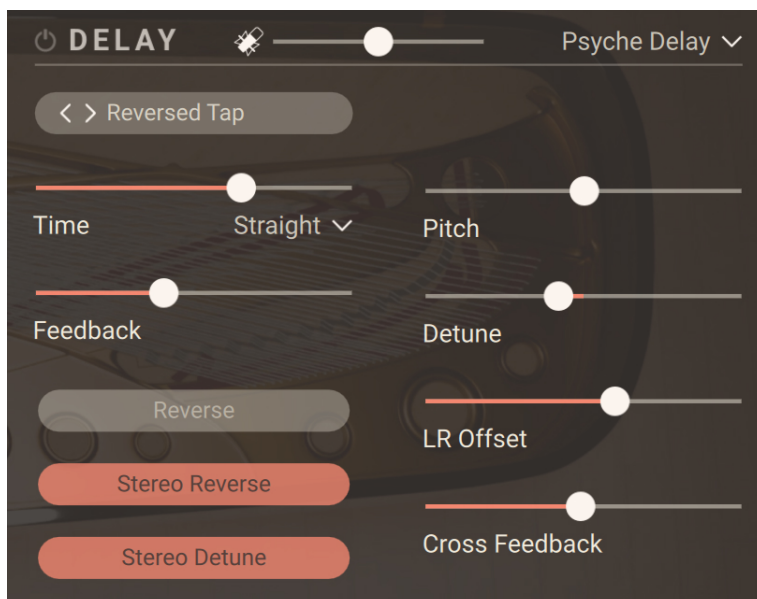 DELAY
Psyche Delay
Reversed Tap
Time
Straight
Pitch
Feedback
Detune
Reverse
LR Offset
Stereo Reverse
Cross Feedback
Stereo Detune